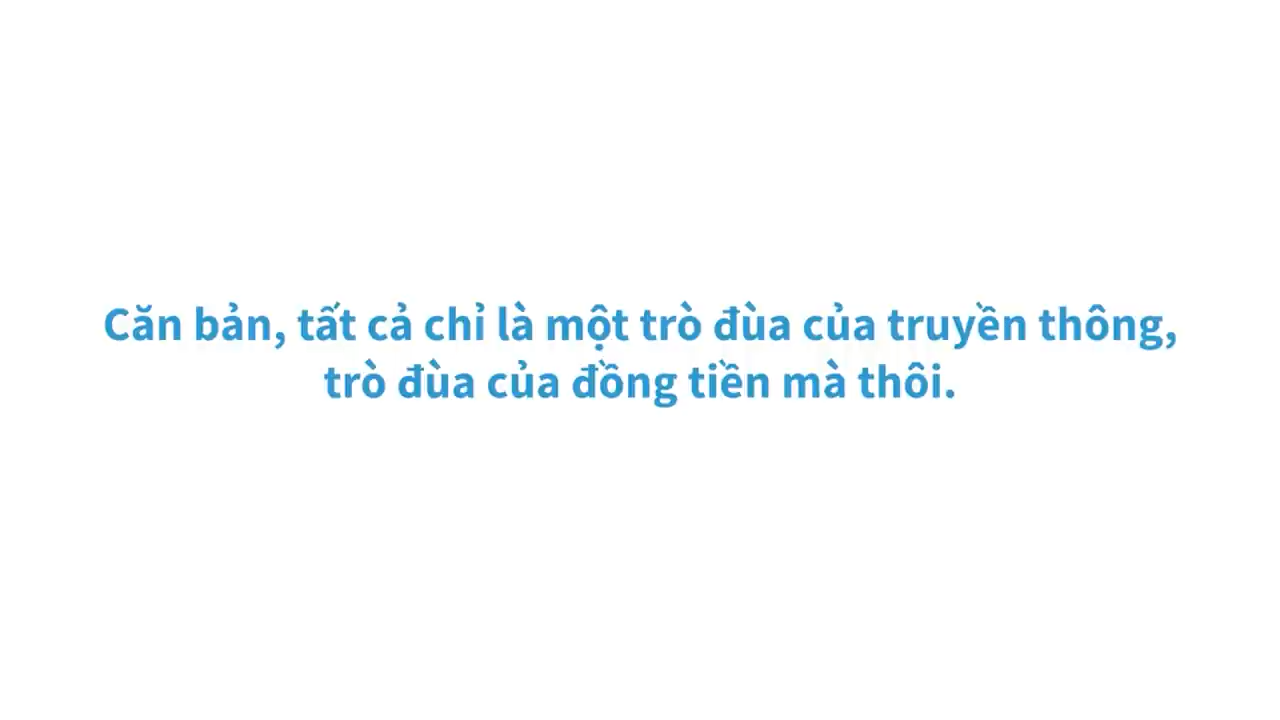 Căn bản, tất cả chỉ là một trò đùa của truyền thông,
trò đùa của đồng tiền mà thôi.